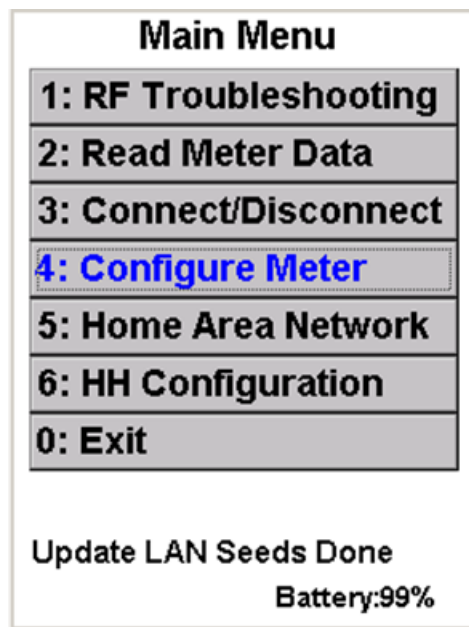 Main Menu
1: RF Troubleshooting
2: Read Meter Data
3: Connect/Disconnect
4: Configure Meter
5: Home Area Network
6: HH Configuration
0: Exit
Update LAN Seeds Done
Battery:99%